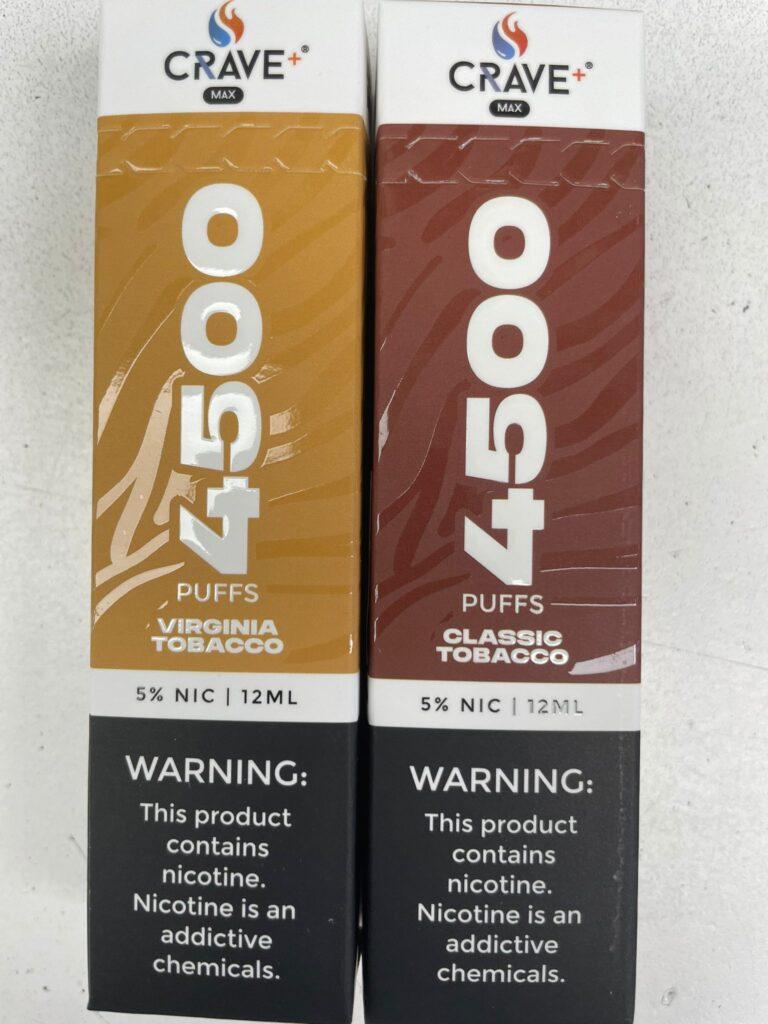 CRAVE+®
MAX
4500
PUFFS
VIRGINIA
TOBACCO
5% NIC | 12ML
WARNING:
This product
contains
nicotine.
Nicotine is an
addictive
chemicals.
CRAVE+®
MAX
4500
PUFFS
CLASSIC
TOBACCO
5% NIC | 12ML
WARNING:
This product
contains
nicotine.
Nicotine is an
addictive
chemicals.